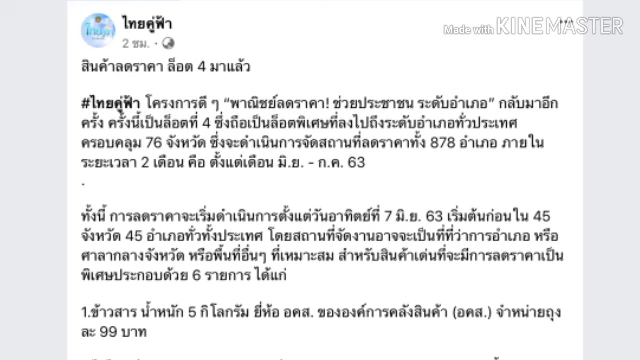 ไทยคู่ฟ้า
2 ชม.
Made with KINEMASTER
สินค้าลดราคา ล็อต 4 มาแล้ว
#ไทยคู่ฟ้า โครงการดี ๆ “พาณิชย์ลดราคา! ช่วยประชาชน ระดับอำเภอ” กลับมาอีก
ครั้ง ครั้งนี้เป็นล็อตที่ 4 ซึ่งถือเป็นล็อตพิเศษที่ลงไปถึงระดับอำเภอทั่วประเทศ
ครอบคลุม 76 จังหวัด ซึ่งจะดำเนินการจัดสถานที่ลดราคาทั้ง 878 อำเภอ ภายใน
ระยะเวลา 2 เดือน คือ ตั้งแต่เดือน มิ.ย. - ก.ค. 63
.
ทั้งนี้ การลดราคาจะเริ่มดำเนินการตั้งแต่วันอาทิตย์ที่ 7 มิ.ย. 63 เริ่มต้นก่อนใน 45
จังหวัด 45 อำเภอทั่วทั้งประเทศ โดยสถานที่จัดงานอาจจะเป็นที่ที่ว่าการอำเภอ หรือ
ศาลากลางจังหวัด หรือพื้นที่อื่นๆ ที่เหมาะสม สำหรับสินค้าเด่นที่จะมีการลดราคาเป็น
พิเศษประกอบด้วย 6 รายการ ได้แก่
1.ข้าวสาร น้ำหนัก 5 กิโลกรัม ยี่ห้อ อคส. ขององค์การคลังสินค้า (อคส.) จำหน่ายถุง
ละ 99 บาท